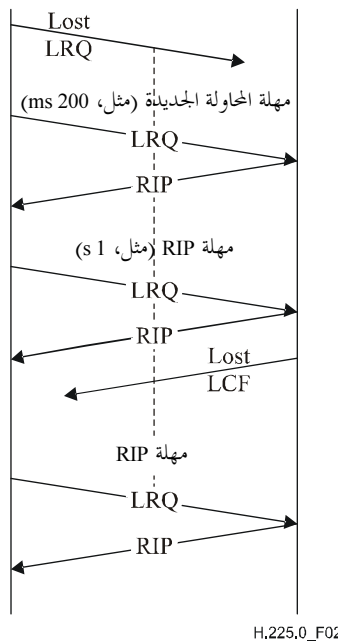 Lost
LRQ
مهلة المحاولة الجديدة (مثل، 200 ms)
LRQ
RIP
مهلة RIP (مثل، 1 s)
LRQ
RIP
Lost
LCF
مهلة RIP
LRQ
RIP
H.225.0_F02